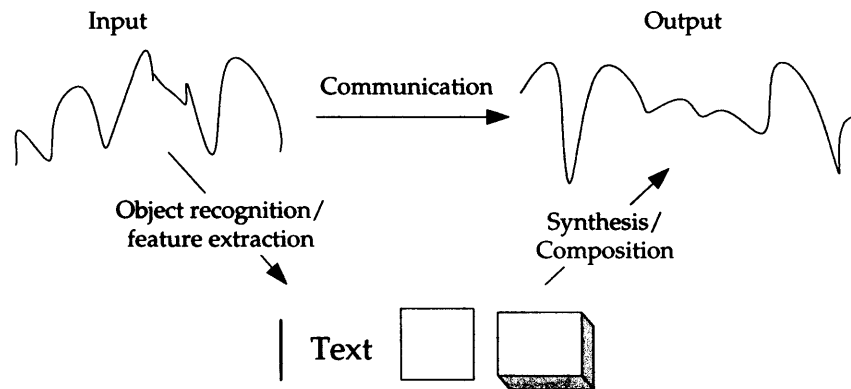 Input
Output
Communication
Object recognition/
feature extraction
Synthesis/
Composition
Text